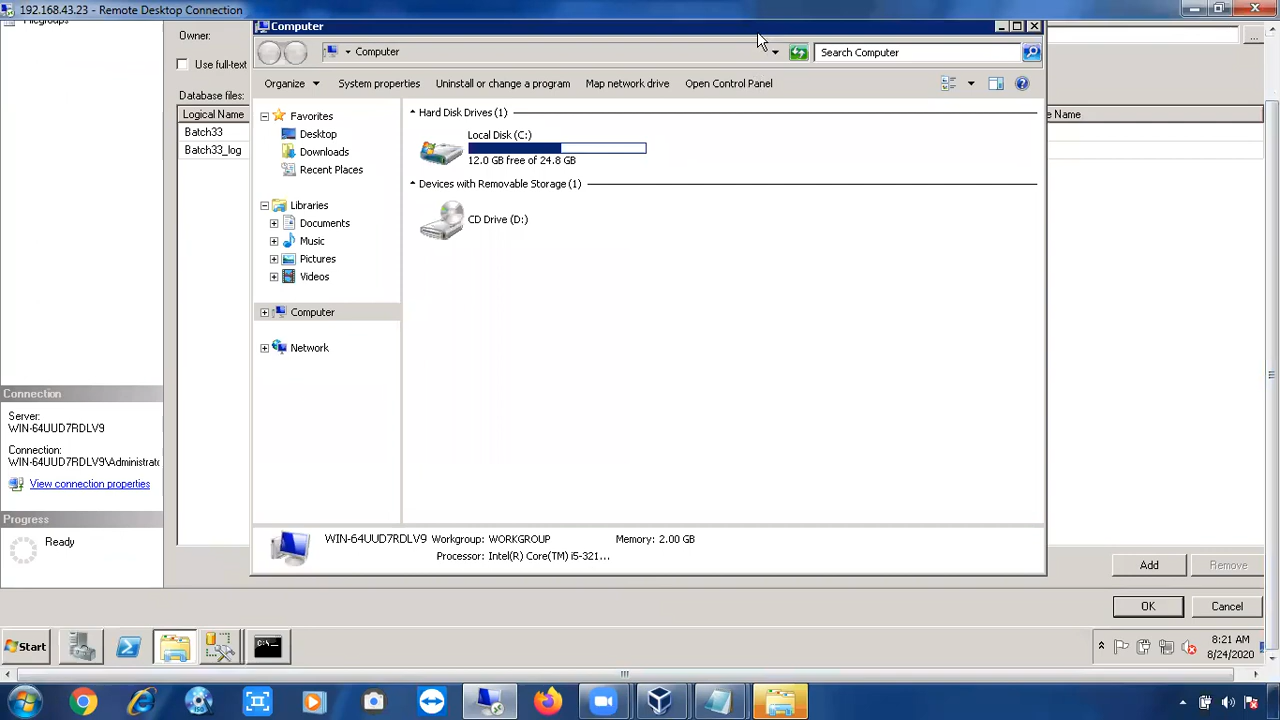 192.168.43.23 - Remote Desktop Connection
Owner:
Use full-text
Database files:
Logical Name
Batch33
Batch33_log
Computer
Computer
Search Computer
Organize
System properties
Uninstall or change a program
Map network drive
Open Control Panel
Favorites
Desktop
Downloads
Recent Places
Libraries
Documents
Music
Pictures
Videos
Computer
Network
Hard Disk Drives (1)
Local Disk (C:)
12.0 GB free of 24.8 GB
Devices with Removable Storage (1)
CD Drive (D:)
WIN-64UUD7RDLV9 Workgroup: WORKGROUP Memory: 2.00 GB
Processor: Intel(R) Core(TM) i5-321...
e Name
...
Connection
Server:
WIN-64UUD7RDLV9
Connection:
WIN-64UUD7RDLV9\Administrato
View connection properties
Progress
Ready
Add
Remove
OK
Cancel
Start
8:21 AM
8/24/2020